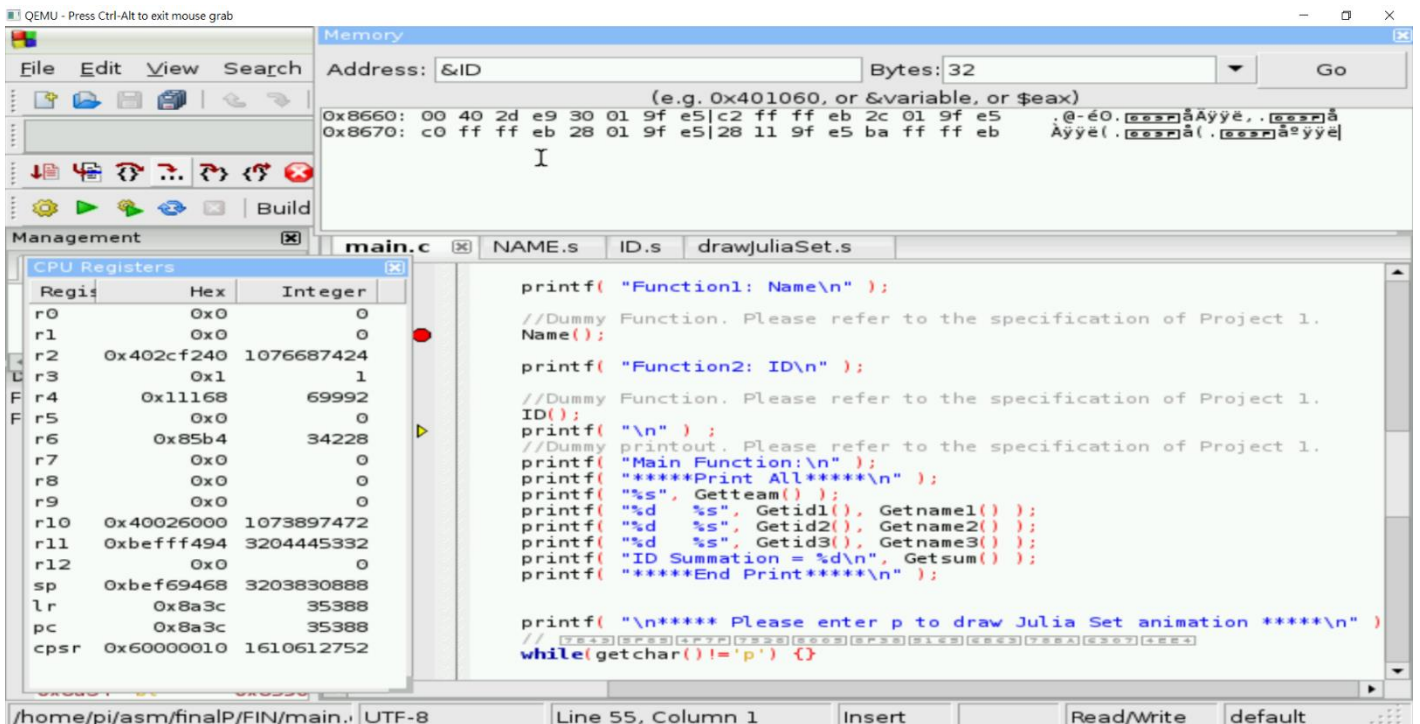 QEMU - Press Ctrl-Alt to exit mouse grab
Memory
File Edit View Search
Address: &ID
Bytes: 32
Go
(e.g. 0x401060, or &variable, or $eax)
0x8660: 00 40 2d e9 30 01 9f e5|c2 ff ff eb 2c 01 9f e5 .@-é0. åÂÿÿë,. å
0x8670: c0 ff ff eb 28 01 9f e5|28 11 9f e5 ba ff ff eb Àÿÿë(. å(. åºÿÿë
Build
Management
main.c NAME.s ID.s drawJuliaSet.s
CPU Registers
Regis Hex Integer
r0 0x0 0
r1 0x0 0
r2 0x402cf240 1076687424
r3 0x1 1
r4 0x11168 69992
r5 0x0 0
r6 0x85b4 34228
r7 0x0 0
r8 0x0 0
r9 0x0 0
r10 0x40026000 1073897472
r11 0xbefff494 3204445332
r12 0x0 0
sp 0xbef69468 3203830888
lr 0x8a3c 35388
pc 0x8a3c 35388
cpsr 0x60000010 1610612752
printf( "Function1: Name\n" );
//Dummy Function. Please refer to the specification of Project 1.
Name();
printf( "Function2: ID\n" );
//Dummy Function. Please refer to the specification of Project 1.
ID();
printf( "\n" ) ;
//Dummy printout. Please refer to the specification of Project 1.
printf( "Main Function:\n" );
printf( "*****Print All*****\n" );
printf( "%s", Getteam() );
printf( "%d   %s", Getid1(), Getname1() );
printf( "%d   %s", Getid2(), Getname2() );
printf( "%d   %s", Getid3(), Getname3() );
printf( "ID Summation = %d\n", Getsum() );
printf( "*****End Print*****\n" );
printf( "\n***** Please enter p to draw Julia Set animation *****\n" )
//
while(getchar()!='p') {}
/home/pi/asm/finalP/FIN/main. UTF-8 Line 55, Column 1 Insert Read/Write default